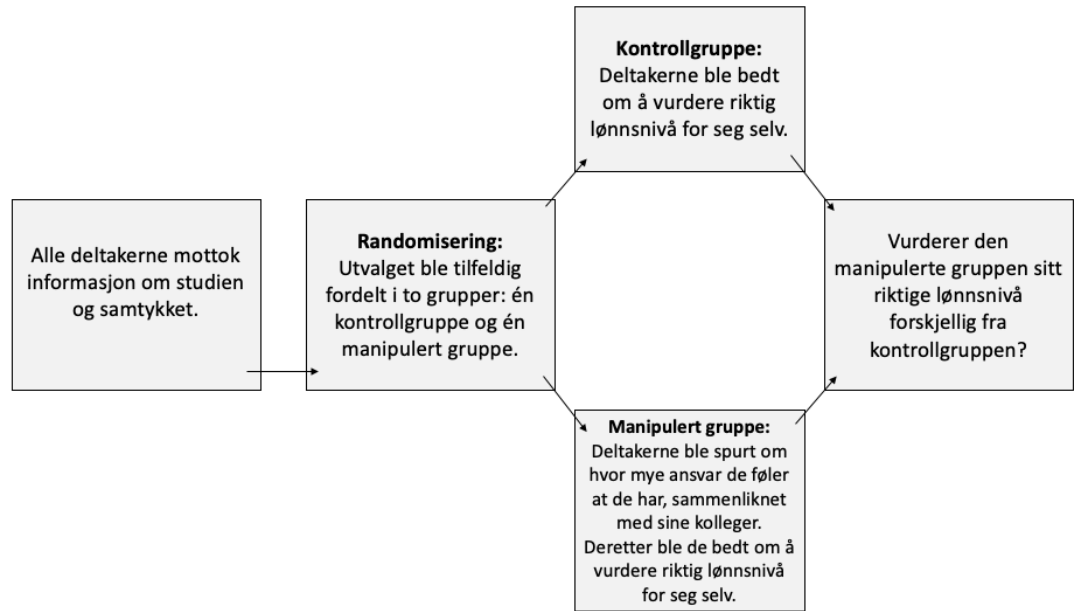 Alle deltakerne mottok
informasjon om studien
og samtykket.
Randomisering:
Utvalget ble tilfeldig
fordelt i to grupper: én
kontrollgruppe og én
manipulert gruppe.
Kontrollgruppe:
Deltakerne ble bedt
om å vurdere riktig
lønnsnivå for seg selv.
Manipulert gruppe:
Deltakerne ble spurt om
hvor mye ansvar de føler
at de har, sammenliknet
med sine kolleger.
Deretter ble de bedt om å
vurdere riktig lønnsnivå
for seg selv.
Vurderer den
manipulerte gruppen sitt
riktige lønnsnivå
forskjellig fra
kontrollgruppen?